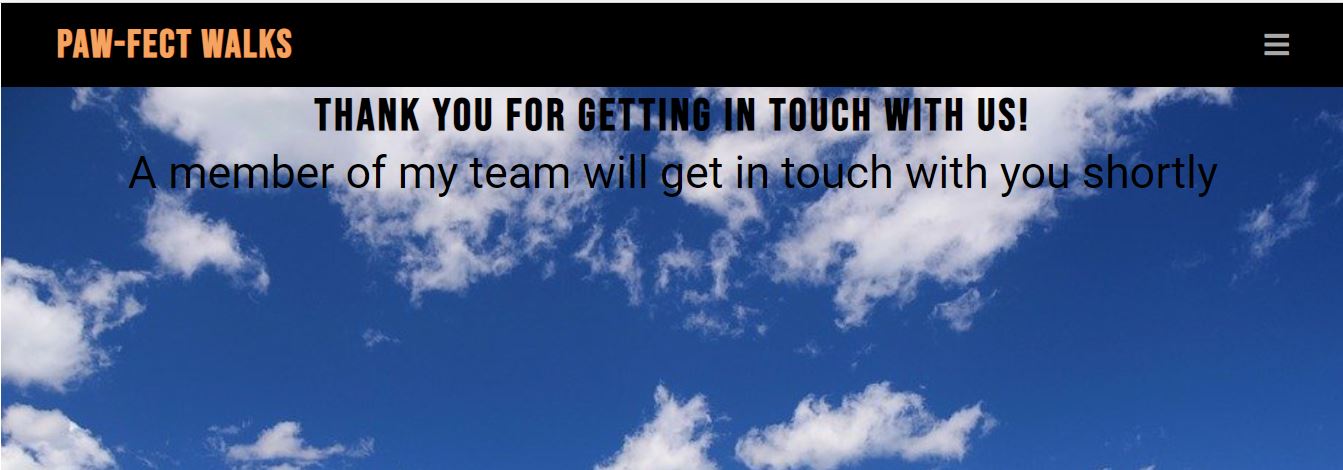 PAW-FECT WALKS
THANK YOU FOR GETTING IN TOUCH WITH US!
A member of my team will get in touch with you shortly